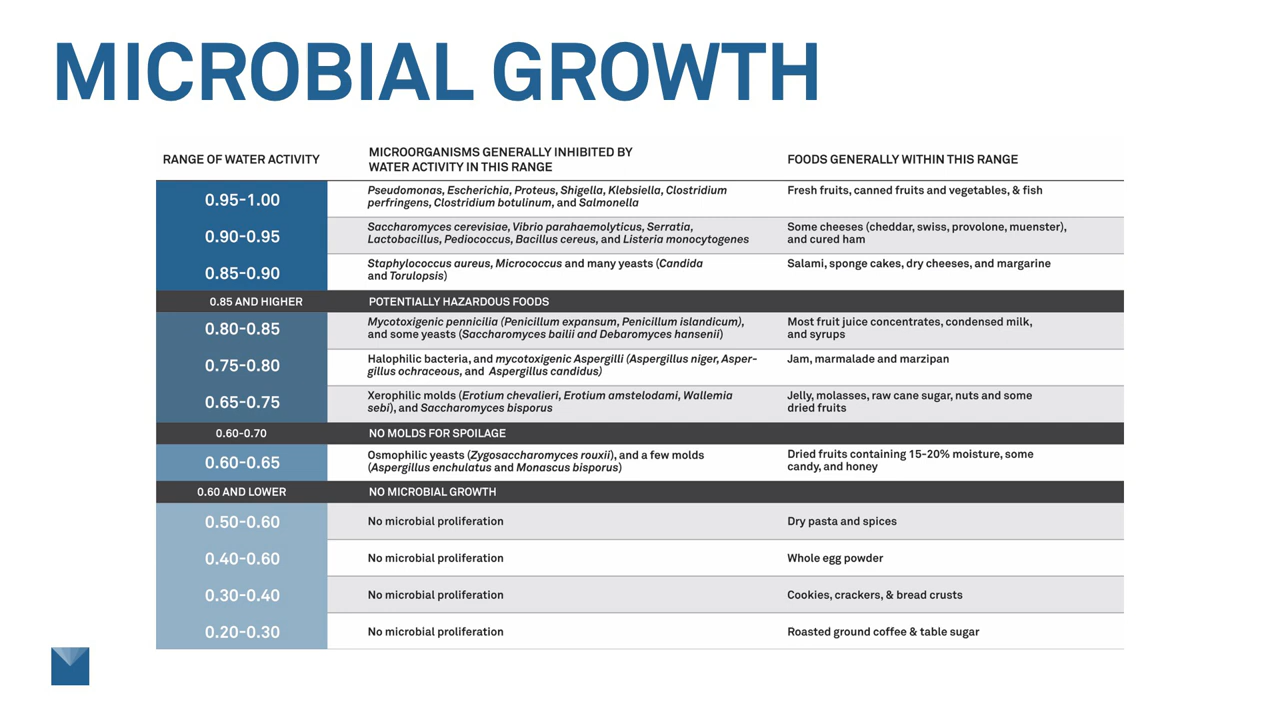 MICROBIAL GROWTH
RANGE OF WATER ACTIVITY
MICROORGANISMS GENERALLY INHIBITED BY
WATER ACTIVITY IN THIS RANGE
FOODS GENERALLY WITHIN THIS RANGE
0.95-1.00
Pseudomonas, Escherichia, Proteus, Shigella, Klebsiella, Clostridium
perfringens, Clostridium botulinum, and Salmonella
Fresh fruits, canned fruits and vegetables, & fish
0.90-0.95
Saccharomyces cerevisiae, Vibrio parahaemolyticus, Serratia,
Lactobacillus, Pediococcus, Bacillus cereus, and Listeria monocytogenes
Some cheeses (cheddar, swiss, provolone, muenster),
and cured ham
0.85-0.90
Staphylococcus aureus, Micrococcus and many yeasts (Candida
and Torulopsis)
Salami, sponge cakes, dry cheeses, and margarine
0.85 AND HIGHER
POTENTIALLY HAZARDOUS FOODS
0.80-0.85
Mycotoxigenic pennicilia (Penicillum expansum, Penicillum islandicum),
and some yeasts (Saccharomyces bailii and Debaromyces hansenii)
Most fruit juice concentrates, condensed milk,
and syrups
0.75-0.80
Halophilic bacteria, and mycotoxigenic Aspergilli (Aspergillus niger, Asper-
gillus ochraceous, and Aspergillus candidus)
Jam, marmalade and marzipan
0.65-0.75
Xerophilic molds (Erotium chevalieri, Erotium amstelodami, Wallemia
sebi), and Saccharomyces bisporus
Jelly, molasses, raw cane sugar, nuts and some
dried fruits
0.60-0.70
NO MOLDS FOR SPOILAGE
0.60-0.65
Osmophilic yeasts (Zygosaccharomyces rouxii), and a few molds
(Aspergillus enchulatus and Monascus bisporus)
Dried fruits containing 15-20% moisture, some
candy, and honey
0.60 AND LOWER
NO MICROBIAL GROWTH
0.50-0.60
No microbial proliferation
Dry pasta and spices
0.40-0.60
No microbial proliferation
Whole egg powder
0.30-0.40
No microbial proliferation
Cookies, crackers, & bread crusts
0.20-0.30
No microbial proliferation
Roasted ground coffee & table sugar